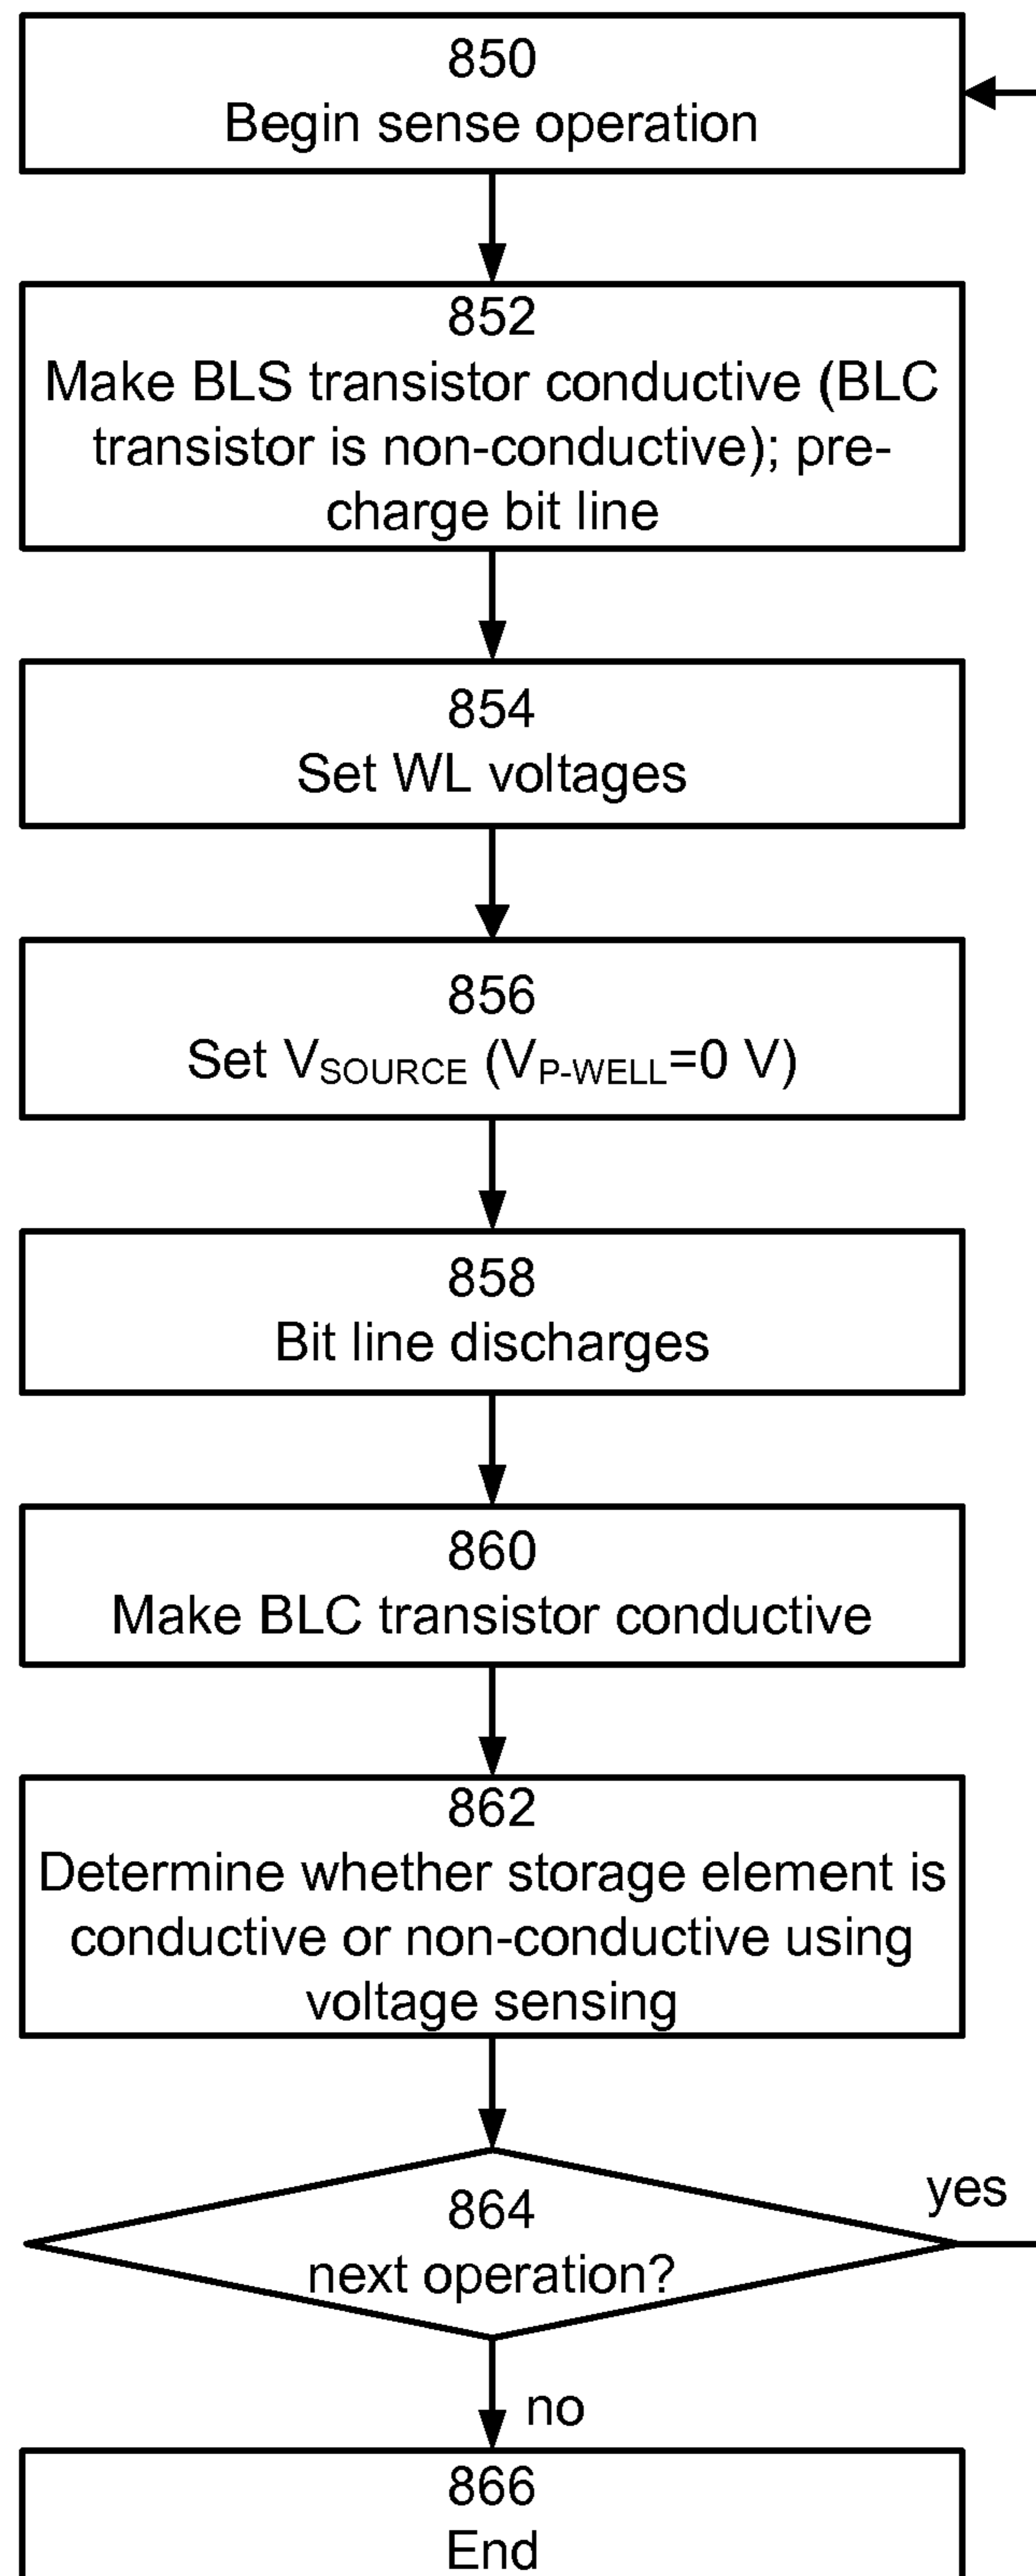 850
Begin sense operation
852
Make BLS transistor conductive (BLC
transistor is non-conductive); pre-
charge bit line
854
Set WL voltages
856
Set VSOURCE (VP-WELL=0 V)
858
Bit line discharges
860
Make BLC transistor conductive
862
Determine whether storage element is
conductive or non-conductive using
voltage sensing
yes
864
next operation?
no
866
End